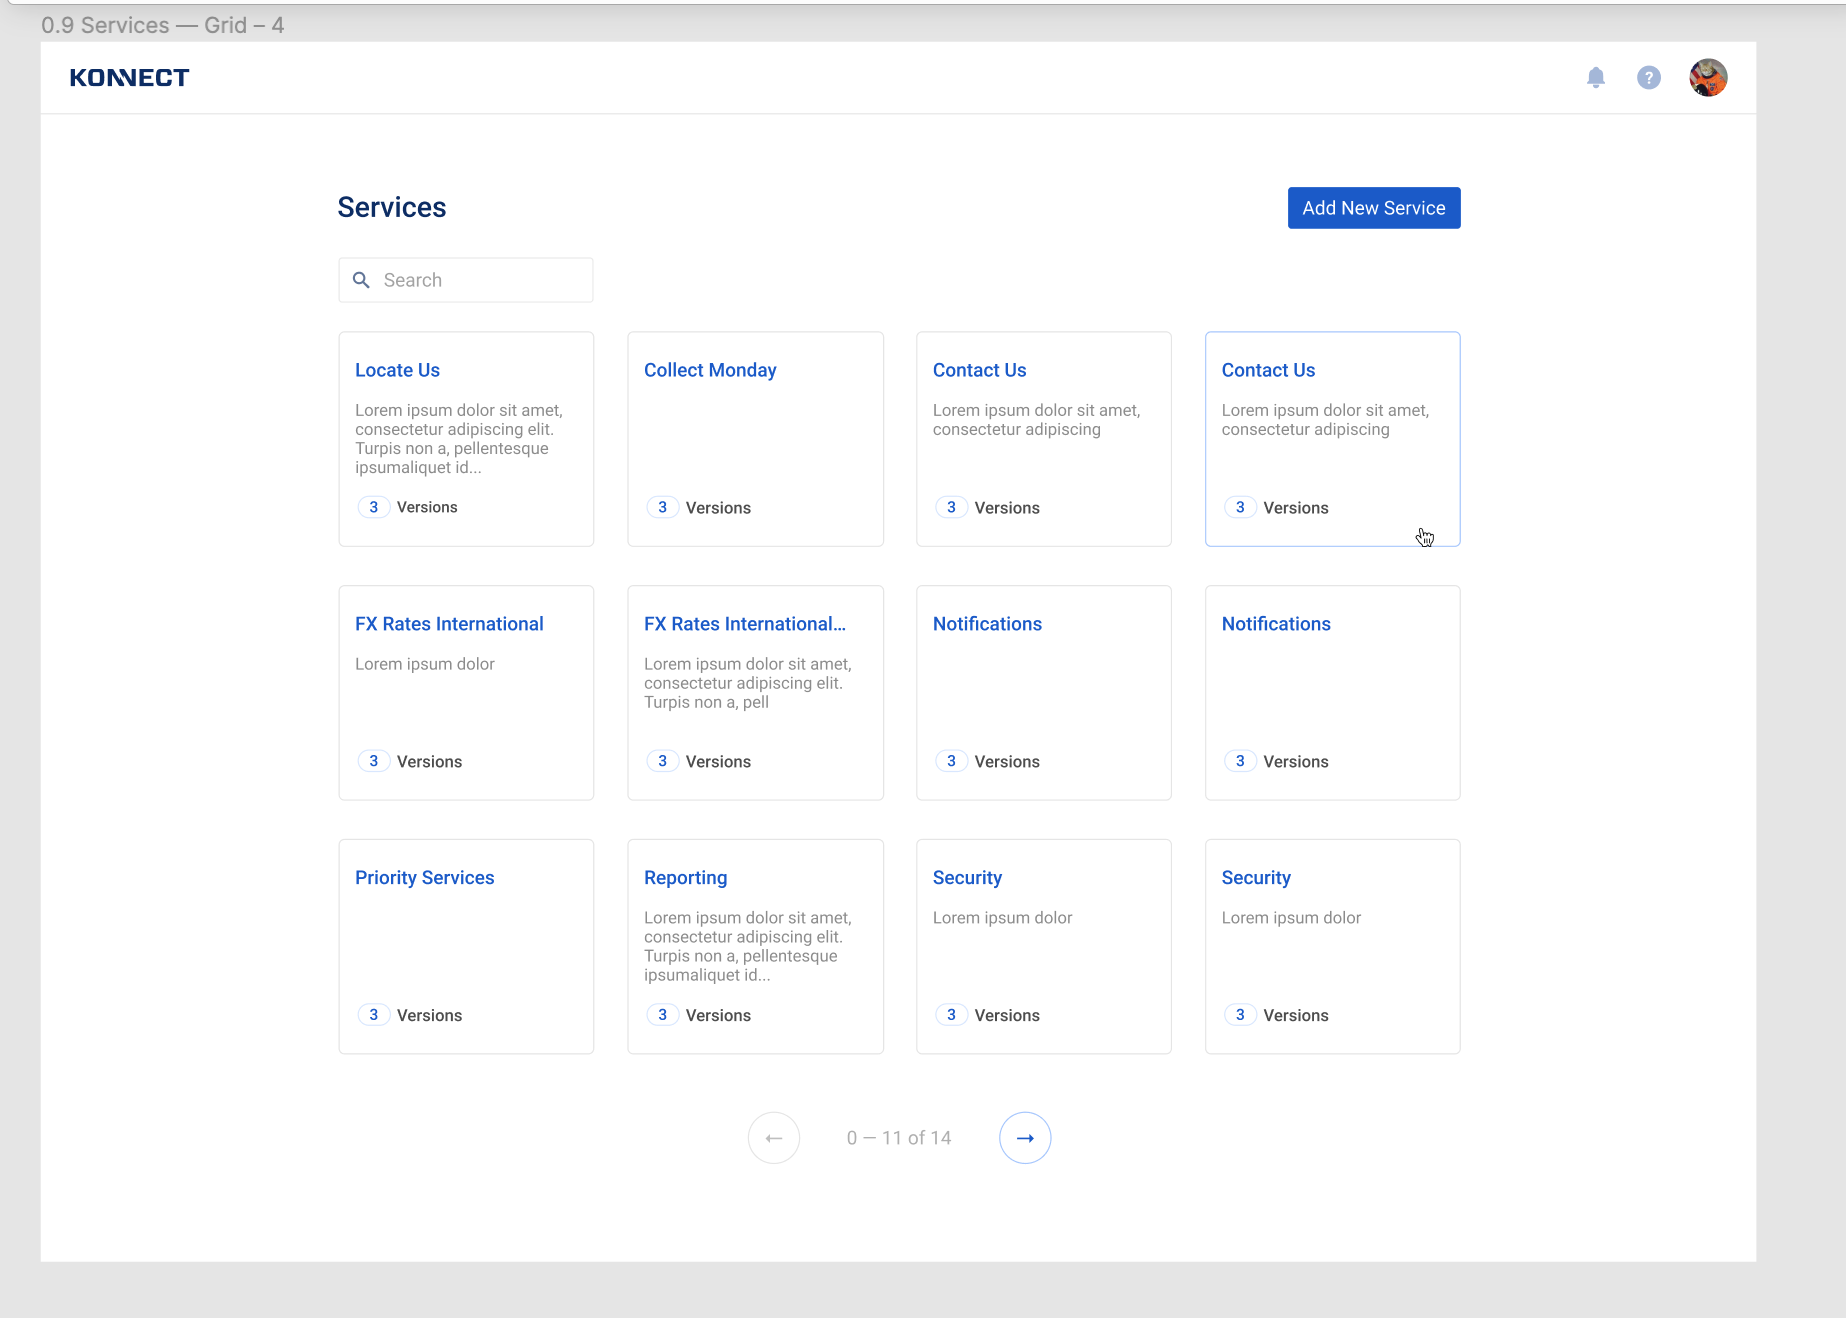 0.9 Services — Grid – 4
KONNECT
?
Services
Add New Service
Search
Locate Us
Lorem ipsum dolor sit amet,
consectetur adipiscing elit.
Turpis non a, pellentesque
ipsumaliquet id...
3 Versions
Collect Monday
3 Versions
Contact Us
Lorem ipsum dolor sit amet,
consectetur adipiscing
3 Versions
Contact Us
Lorem ipsum dolor sit amet,
consectetur adipiscing
3 Versions
FX Rates International
Lorem ipsum dolor
3 Versions
FX Rates International...
Lorem ipsum dolor sit amet,
consectetur adipiscing elit.
Turpis non a, pell
3 Versions
Notifications
3 Versions
Notifications
3 Versions
Priority Services
3 Versions
Reporting
Lorem ipsum dolor sit amet,
consectetur adipiscing elit.
Turpis non a, pellentesque
ipsumaliquet id...
3 Versions
Security
Lorem ipsum dolor
3 Versions
Security
Lorem ipsum dolor
3 Versions
← 0 — 11 of 14 →